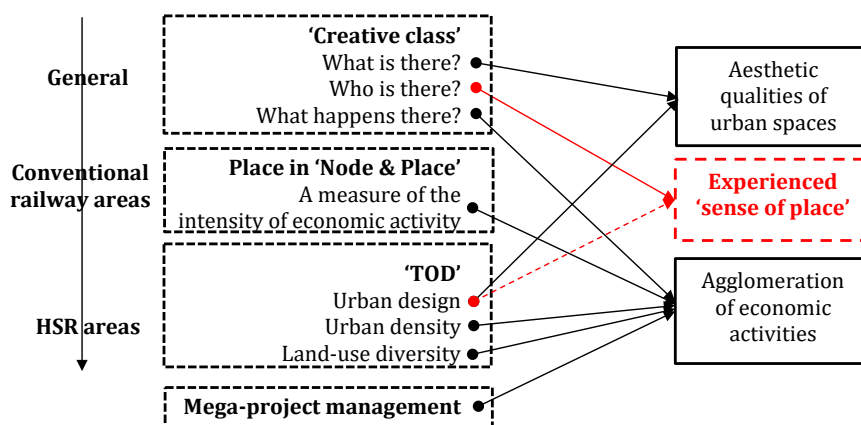 General
Conventional
railway areas
HSR areas
‘Creative class’
What is there?
Who is there?
What happens there?
Place in ‘Node & Place’
A measure of the
intensity of economic activity
‘TOD’
Urban design
Urban density
Land-use diversity
Mega-project management
Aesthetic
qualities of
urban spaces
Experienced
‘sense of place’
Agglomeration
of economic
activities